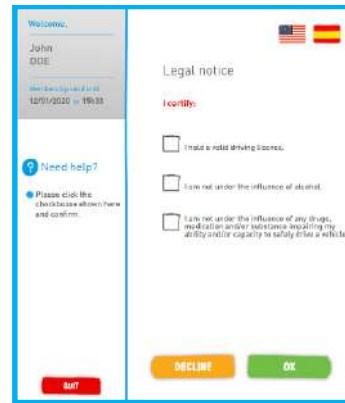 Welcome,
John
DOE
12/01/2020
Need help?
Please click the
checkboxes shown here
and confirm.
QUIT
Legal notice
I certify:
I hold a valid driving license.
I am not under the influence of alcohol.
I am not under the influence of any drugs,
medication and/or substance impairing my
ability and/or capacity to safely drive a vehicle
DECLINE
OK